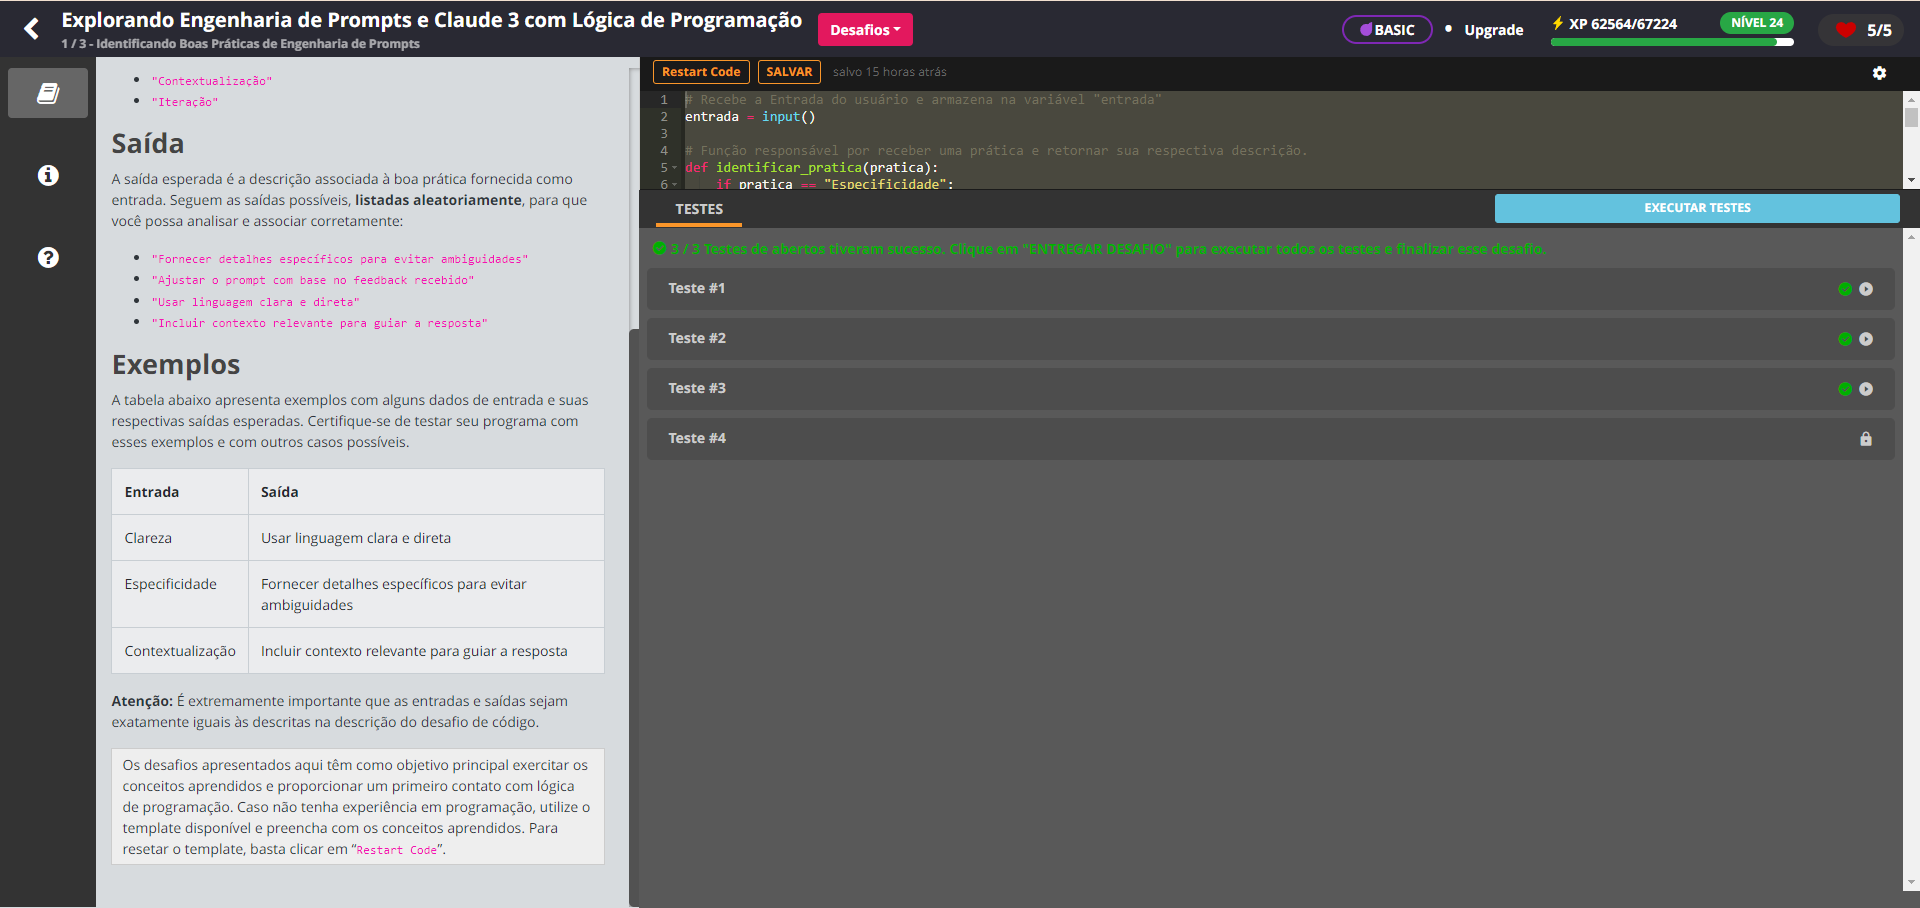 Explorando Engenharia de Prompts e Claude 3 com Lógica de Programação
1 / 3 - Identificando Boas Práticas de Engenharia de Prompts
Desafios
BASIC
Upgrade
XP 62564/67224
NÍVEL 24
5/5
"Contextualização"
"Iteração"
Saída
A saída esperada é a descrição associada à boa prática fornecida como
entrada. Seguem as saídas possíveis, listadas aleatoriamente, para que
você possa analisar e associar corretamente:
"Fornecer detalhes específicos para evitar ambiguidades"
"Ajustar o prompt com base no feedback recebido"
"Usar linguagem clara e direta"
"Incluir contexto relevante para guiar a resposta"
Exemplos
A tabela abaixo apresenta exemplos com alguns dados de entrada e suas
respectivas saídas esperadas. Certifique-se de testar seu programa com
esses exemplos e com outros casos possíveis.
Entrada Saída
Clareza Usar linguagem clara e direta
Especificidade Fornecer detalhes específicos para evitar
ambiguidades
Contextualização Incluir contexto relevante para guiar a resposta
Atenção: É extremamente importante que as entradas e saídas sejam
exatamente iguais às descritas na descrição do desafio de código.
Os desafios apresentados aqui têm como objetivo principal exercitar os
conceitos aprendidos e proporcionar um primeiro contato com lógica
de programação. Caso não tenha experiência em programação, utilize o
template disponível e preencha com os conceitos aprendidos. Para
resetar o template, basta clicar em “Restart Code”.
Restart Code
SALVAR
salvo 15 horas atrás
1 # Recebe a Entrada do usuário e armazena na variável "entrada"
2 entrada = input()
3
4 # Função responsável por receber uma prática e retornar sua respectiva descrição.
5 def identificar_pratica(pratica):
6 if pratica == "Especificidade":
TESTES
EXECUTAR TESTES
3 / 3 Testes de abertos tiveram sucesso. Clique em "ENTREGAR DESAFIO" para executar todos os testes e finalizar esse desafio.
Teste #1
Teste #2
Teste #3
Teste #4